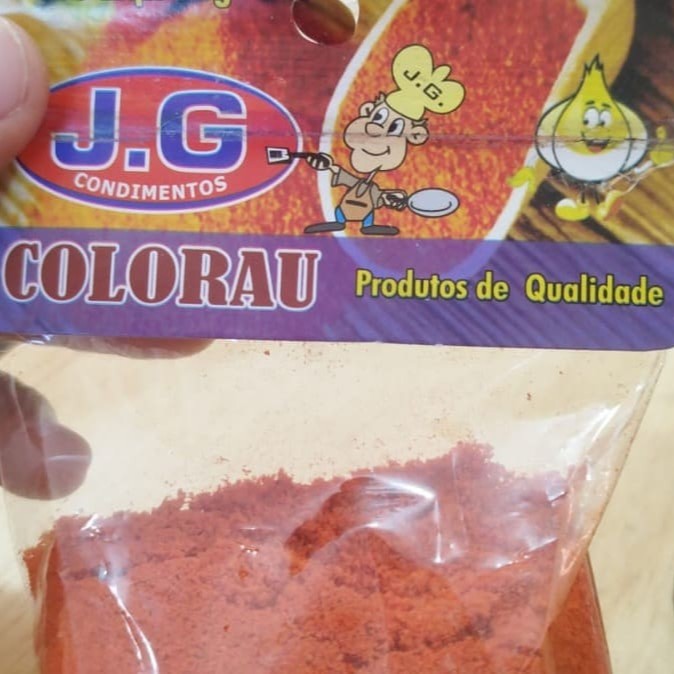 J.G
CONDIMENTOS
J.G.
COLORAU
Produtos de Qualidade